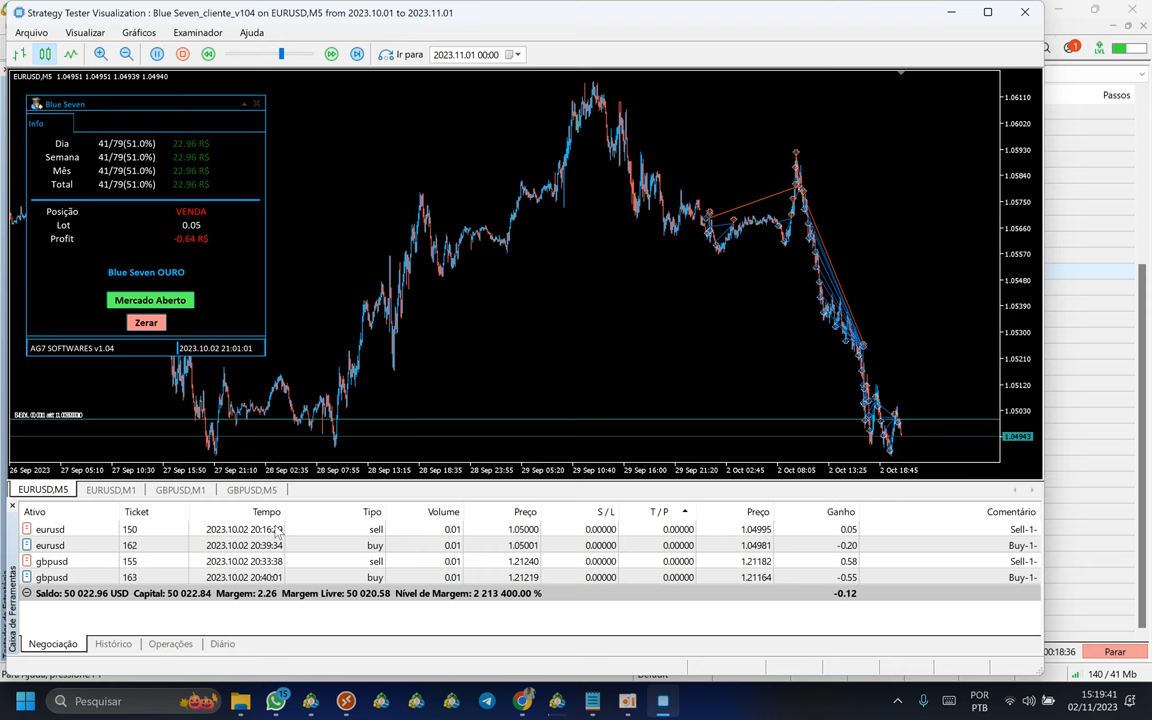 Strategy Tester Visualization : Blue Seven_cliente_v104 on EURUSD,M5 from 2023.10.01 to 2023.11.01
Arquivo Visualizar Gráficos Examinador Ajuda
Ir para 2023.11.01 00:00
1
LVL
EURUSD,M5 1.04951 1.04951 1.04939 1.04940
Passos
Blue Seven
Info
Dia 41/79(51.0%) 22.96 R$
Semana 41/79(51.0%) 22.96 R$
Mês 41/79(51.0%) 22.96 R$
Total 41/79(51.0%) 22.96 R$
Posição VENDA
Lot 0.05
Profit -0.64 R$
Blue Seven OURO
Mercado Aberto
Zerar
AG7 SOFTWARES v1.04 2023.10.02 21:01:01
1.06110
1.06020
1.05930
1.05840
1.05750
1.05660
1.05570
1.05480
1.05390
1.05300
1.05210
1.05120
1.05030
1.04943
26 Sep 2023 27 Sep 05:10 27 Sep 10:30 27 Sep 15:50 27 Sep 21:10 28 Sep 02:35 28 Sep 07:55 28 Sep 13:15 28 Sep 18:35 28 Sep 23:55 29 Sep 05:20 29 Sep 10:40 29 Sep 16:00 29 Sep 21:20 2 Oct 02:45 2 Oct 08:05 2 Oct 13:25 2 Oct 18:45
EURUSD,M5 EURUSD,M1 GBPUSD,M1 GBPUSD,M5
Ativo Ticket Tempo Tipo Volume Preço S / L T / P Preço Ganho Comentário
eurusd 150 2023.10.02 20:16: sell 0.01 1.05000 0.00000 0.00000 1.04995 0.05 Sell-1-
eurusd 162 2023.10.02 20:39:34 buy 0.01 1.05001 0.00000 0.00000 1.04981 -0.20 Buy-1-
gbpusd 155 2023.10.02 20:33:38 sell 0.01 1.21240 0.00000 0.00000 1.21182 0.58 Sell-1-
gbpusd 163 2023.10.02 20:40:01 buy 0.01 1.21219 0.00000 0.00000 1.21164 -0.55 Buy-1-
Saldo: 50 022.96 USD Capital: 50 022.84 Margem: 2.26 Margem Livre: 50 020.58 Nível de Margem: 2 213 400.00 % -0.12
Caixa de Ferramentas
Negociação Histórico Operações Diário
00:18:36 Parar
Default
140 / 41 Mb
Pesquisar
15
POR
PTB
15:19:41
02/11/2023